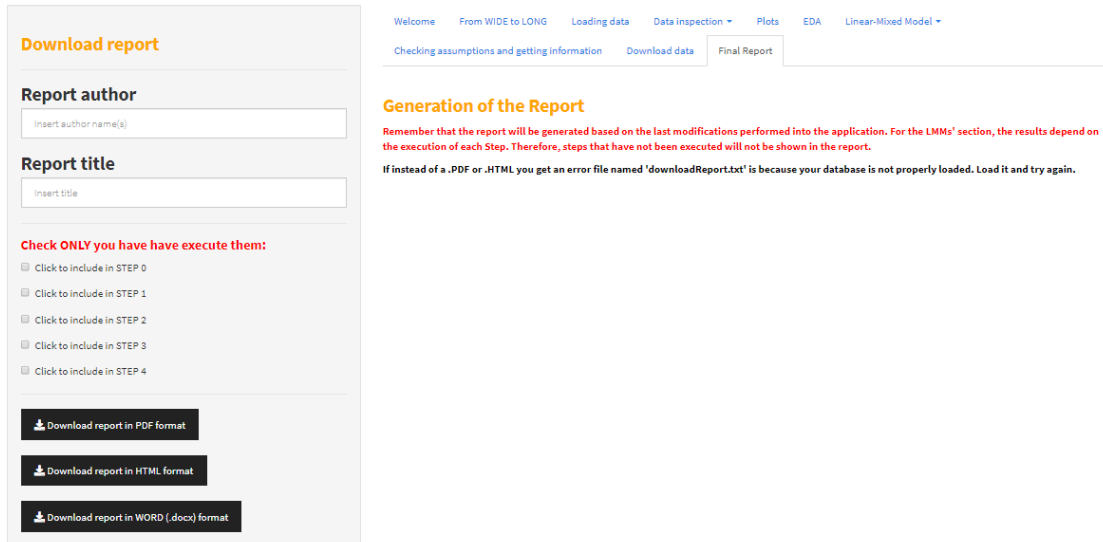 Download report
Report author
Insert author name(s)
Report title
Insert title
Check ONLY you have have execute them:
Click to include in STEP 0
Click to include in STEP 1
Click to include in STEP 2
Click to include in STEP 3
Click to include in STEP 4
Download report in PDF format
Download report in HTML format
Download report in WORD (.docx) format
Welcome From WIDE to LONG Loading data Data inspection Plots EDA Linear-Mixed Model
Checking assumptions and getting information Download data Final Report
Generation of the Report
Remember that the report will be generated based on the last modifications performed into the application. For the LMMs' section, the results depend on
the execution of each Step. Therefore, steps that have not been executed will not be shown in the report.
If instead of a .PDF or .HTML you get an error file named 'downloadReport.txt' is because your database is not properly loaded. Load it and try again.